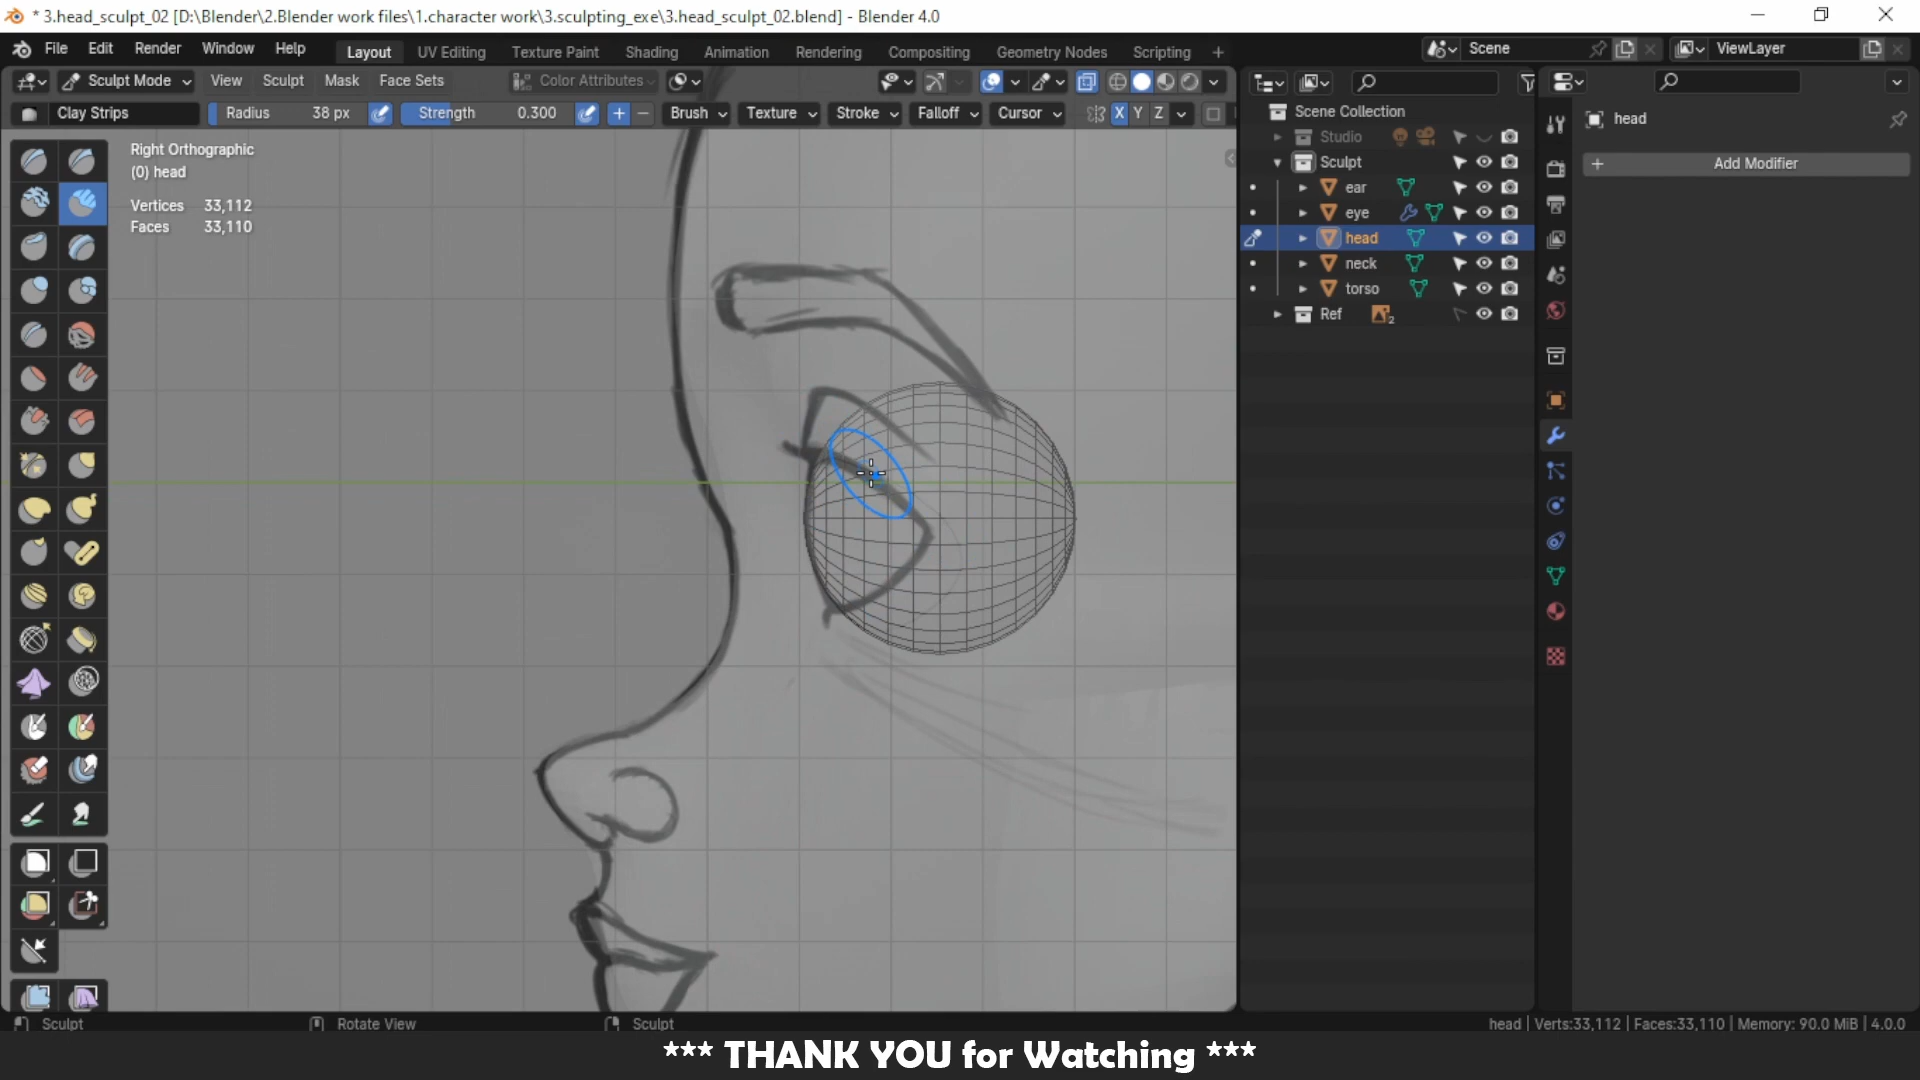 * 3.head_sculpt_02 [D:\Blender\2.Blender work files\1.character work\3.sculpting_exe\3.head_sculpt_02.blend] - Blender 4.0
File Edit Render Window Help Layout UV Editing Texture Paint Shading Animation Rendering Compositing Geometry Nodes Scripting + Scene ViewLayer
Sculpt Mode View Sculpt Mask Face Sets Color Attributes
Clay Strips Radius 38 px Strength 0.300 + − Brush Texture Stroke Falloff Cursor X Y Z
Right Orthographic
(0) head
Vertices 33,112
Faces 33,110
Scene Collection
Studio
Sculpt
ear
eye
head
neck
torso
Ref 2
head
+ Add Modifier
Sculpt Rotate View Sculpt head | Verts:33,112 | Faces:33,110 | Memory: 90.0 MiB | 4.0.0
*** THANK YOU for Watching ***